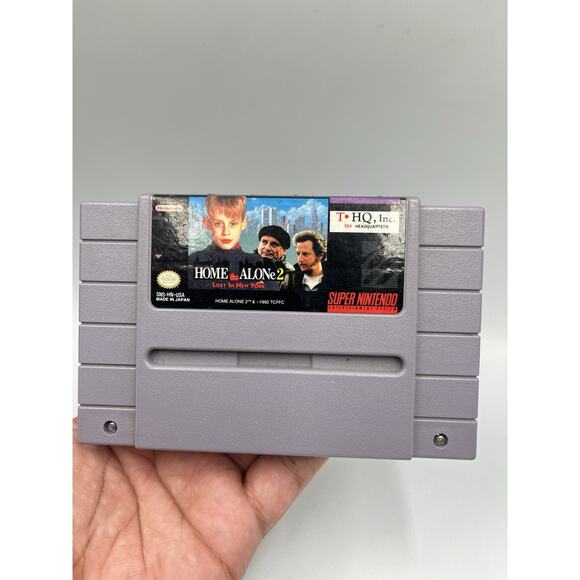 Nintendo
T•HQ, Inc.
TOY HEADQUARTERS
HOME ALONe 2
LOST IN NEW YORK
SNS-HN-USA
MADE IN JAPAN
HOME ALONE 2™ & ©1992 TCFFC
SUPER NINTENDO
ENTERTAINMENT SYSTEM